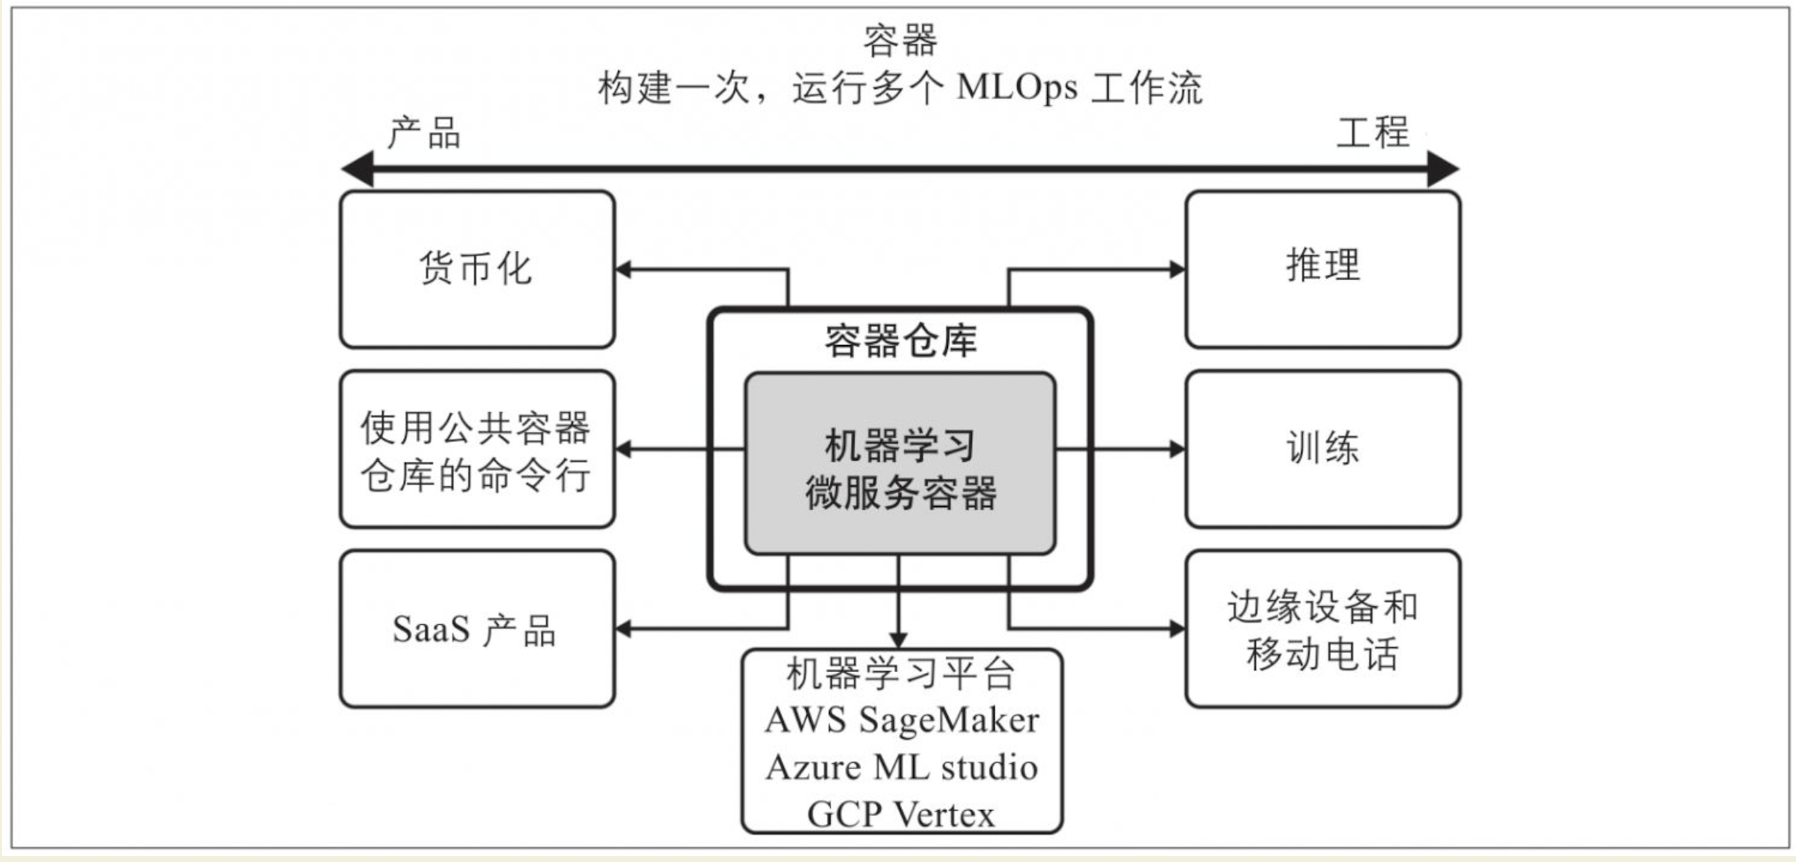 容器
构建一次，运行多个 MLOps 工作流
产品
工程
货币化
推理
容器仓库
使用公共容器
仓库的命令行
机器学习
微服务容器
训练
SaaS 产品
边缘设备和
移动电话
机器学习平台
AWS SageMaker
Azure ML studio
GCP Vertex